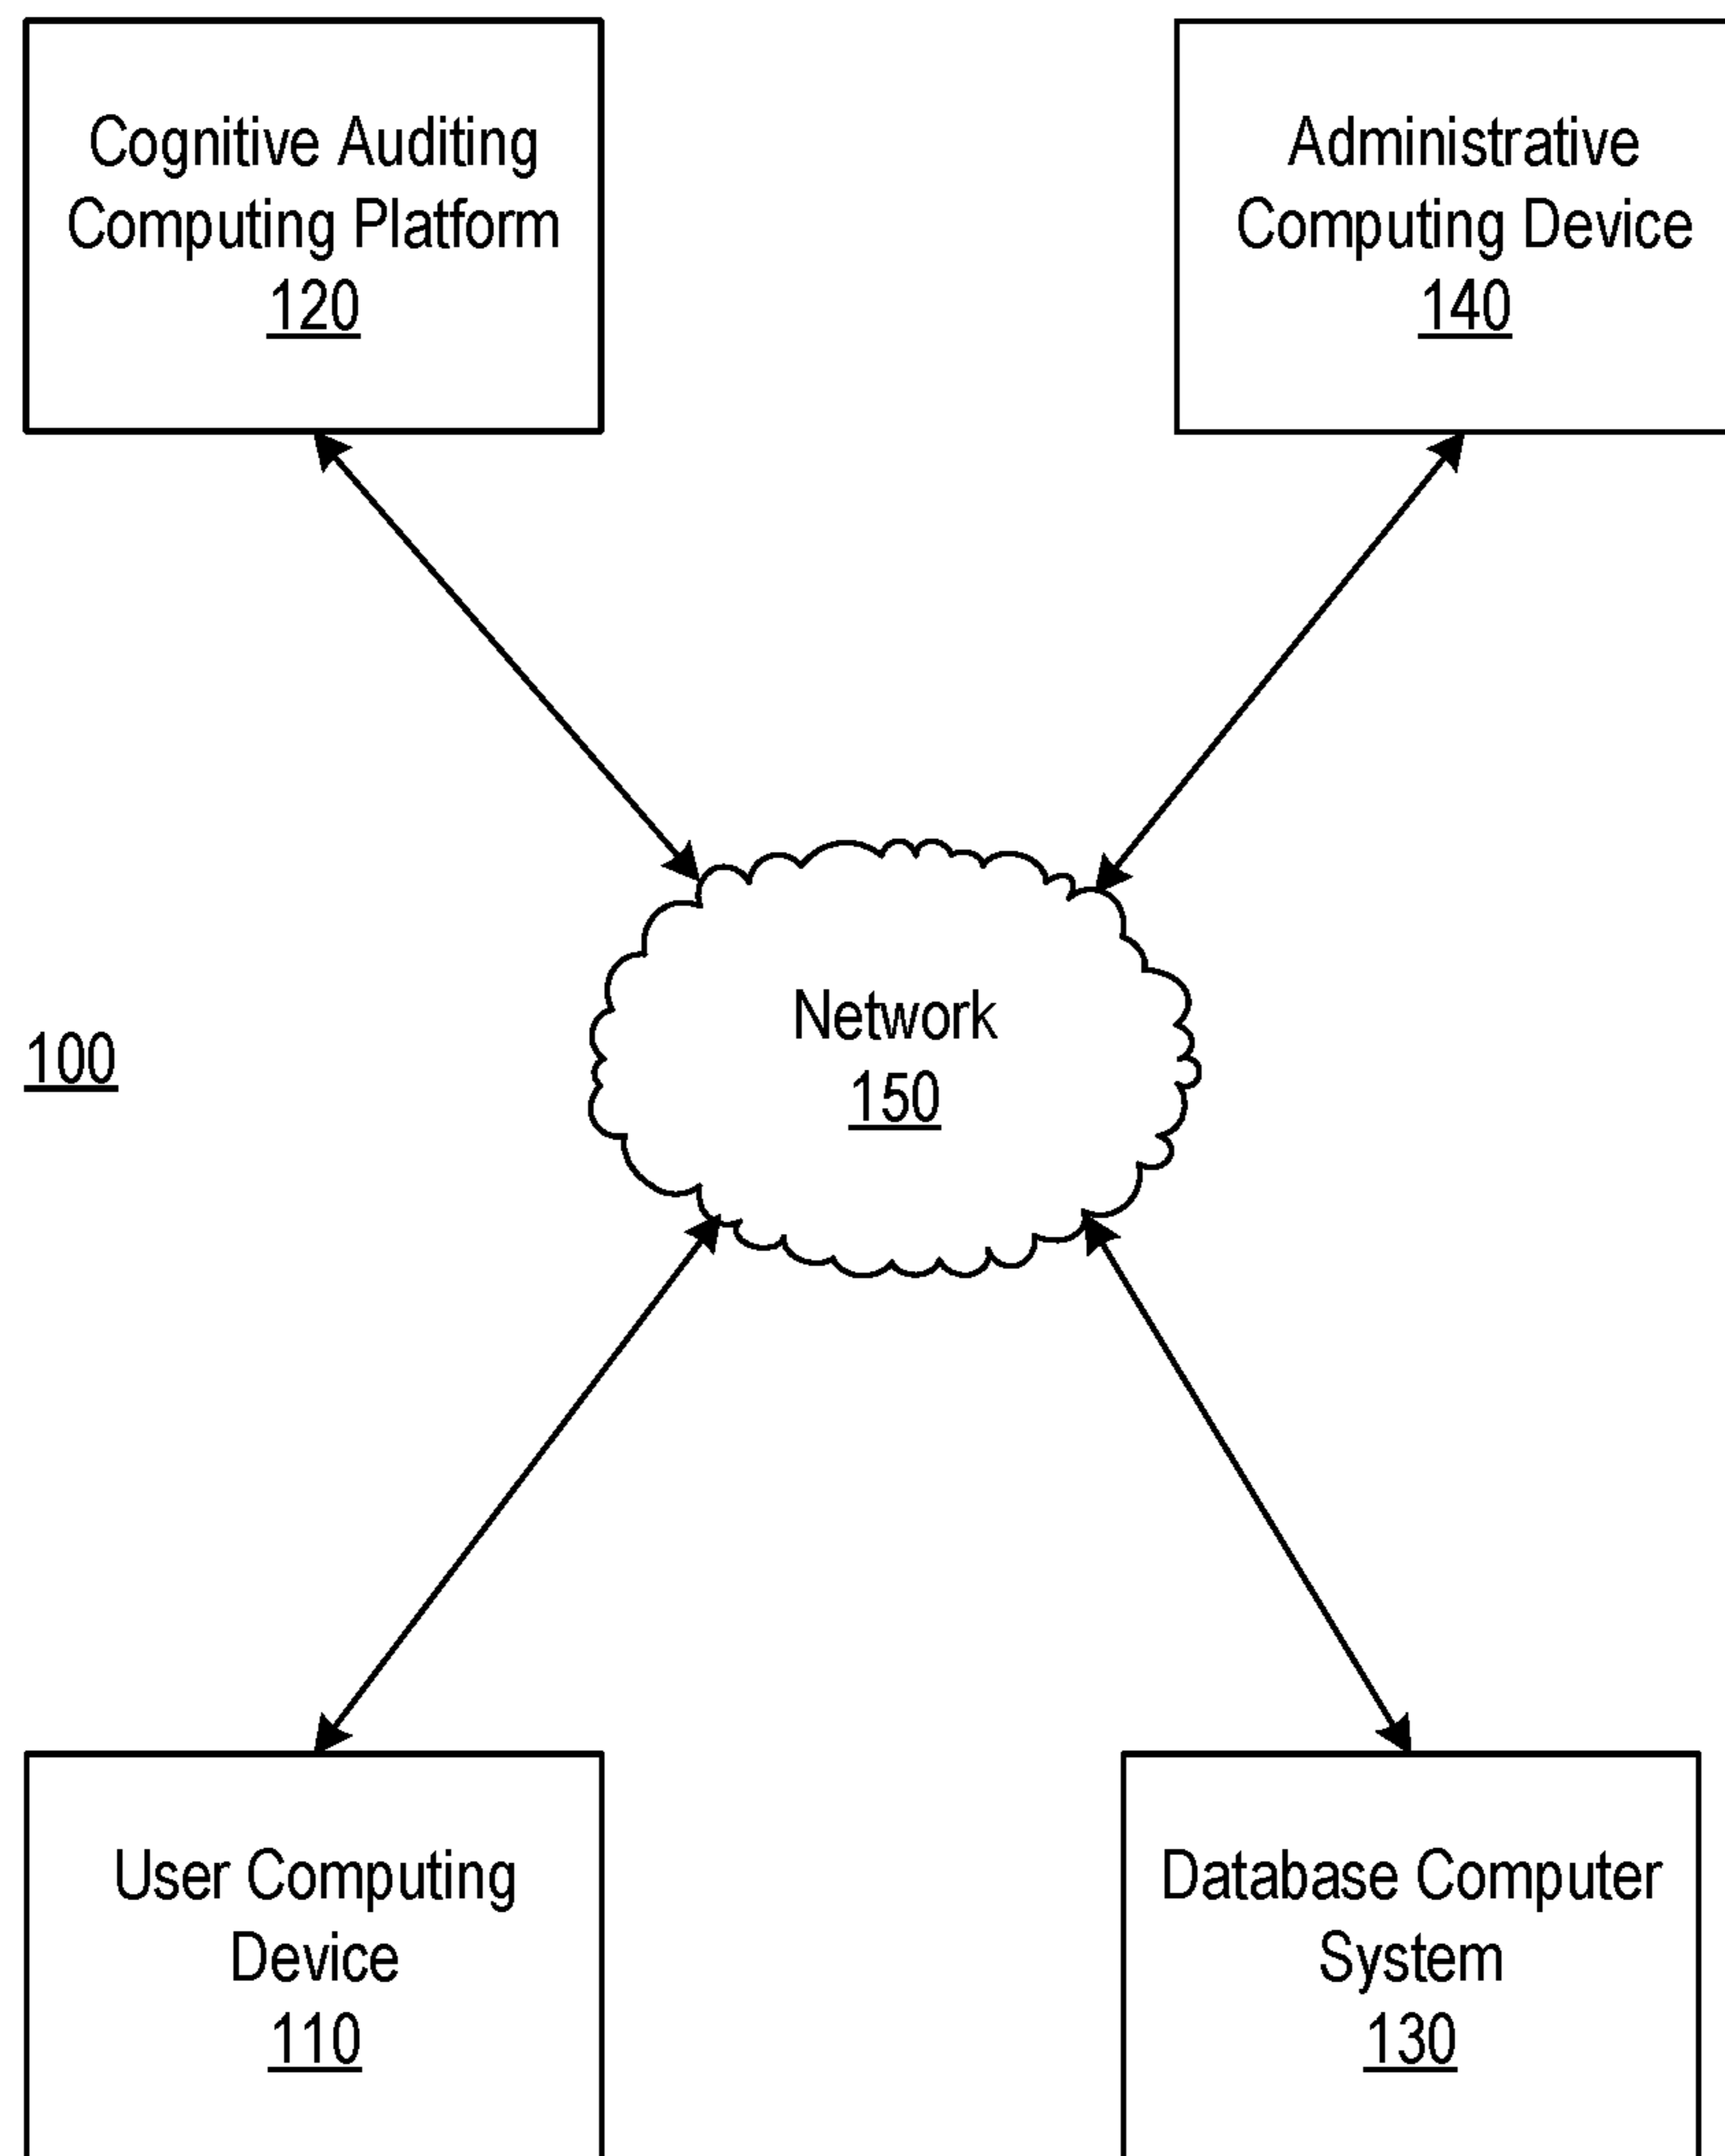 Cognitive Auditing
Computing Platform
120
Administrative
Computing Device
140
Network
150
100
User Computing
Device
110
Database Computer
System
130